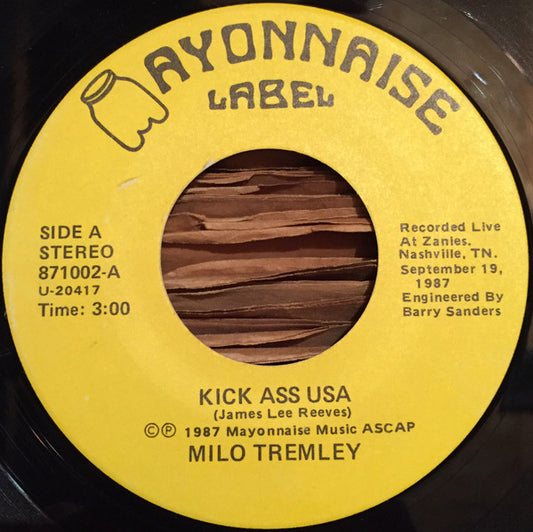 MAYONNAISE
LABEL
SIDE A
STEREO
871002-A
U-20417
Time: 3:00
Recorded Live
At Zanies,
Nashville, TN.
September 19,
1987
Engineered By
Barry Sanders
KICK ASS USA
(James Lee Reeves)
©℗ 1987 Mayonnaise Music ASCAP
MILO TREMLEY